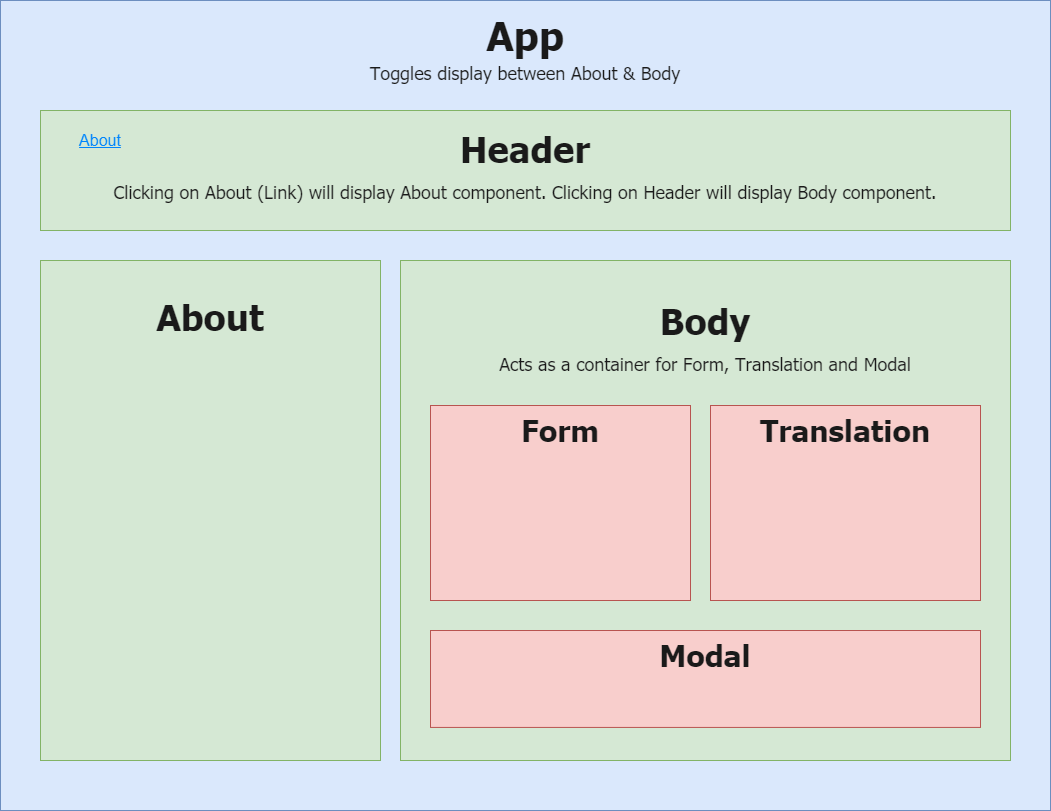 App
Toggles display between About & Body
About
Header
Clicking on About (Link) will display About component. Clicking on Header will display Body component.
About
Body
Acts as a container for Form, Translation and Modal
Form
Translation
Modal